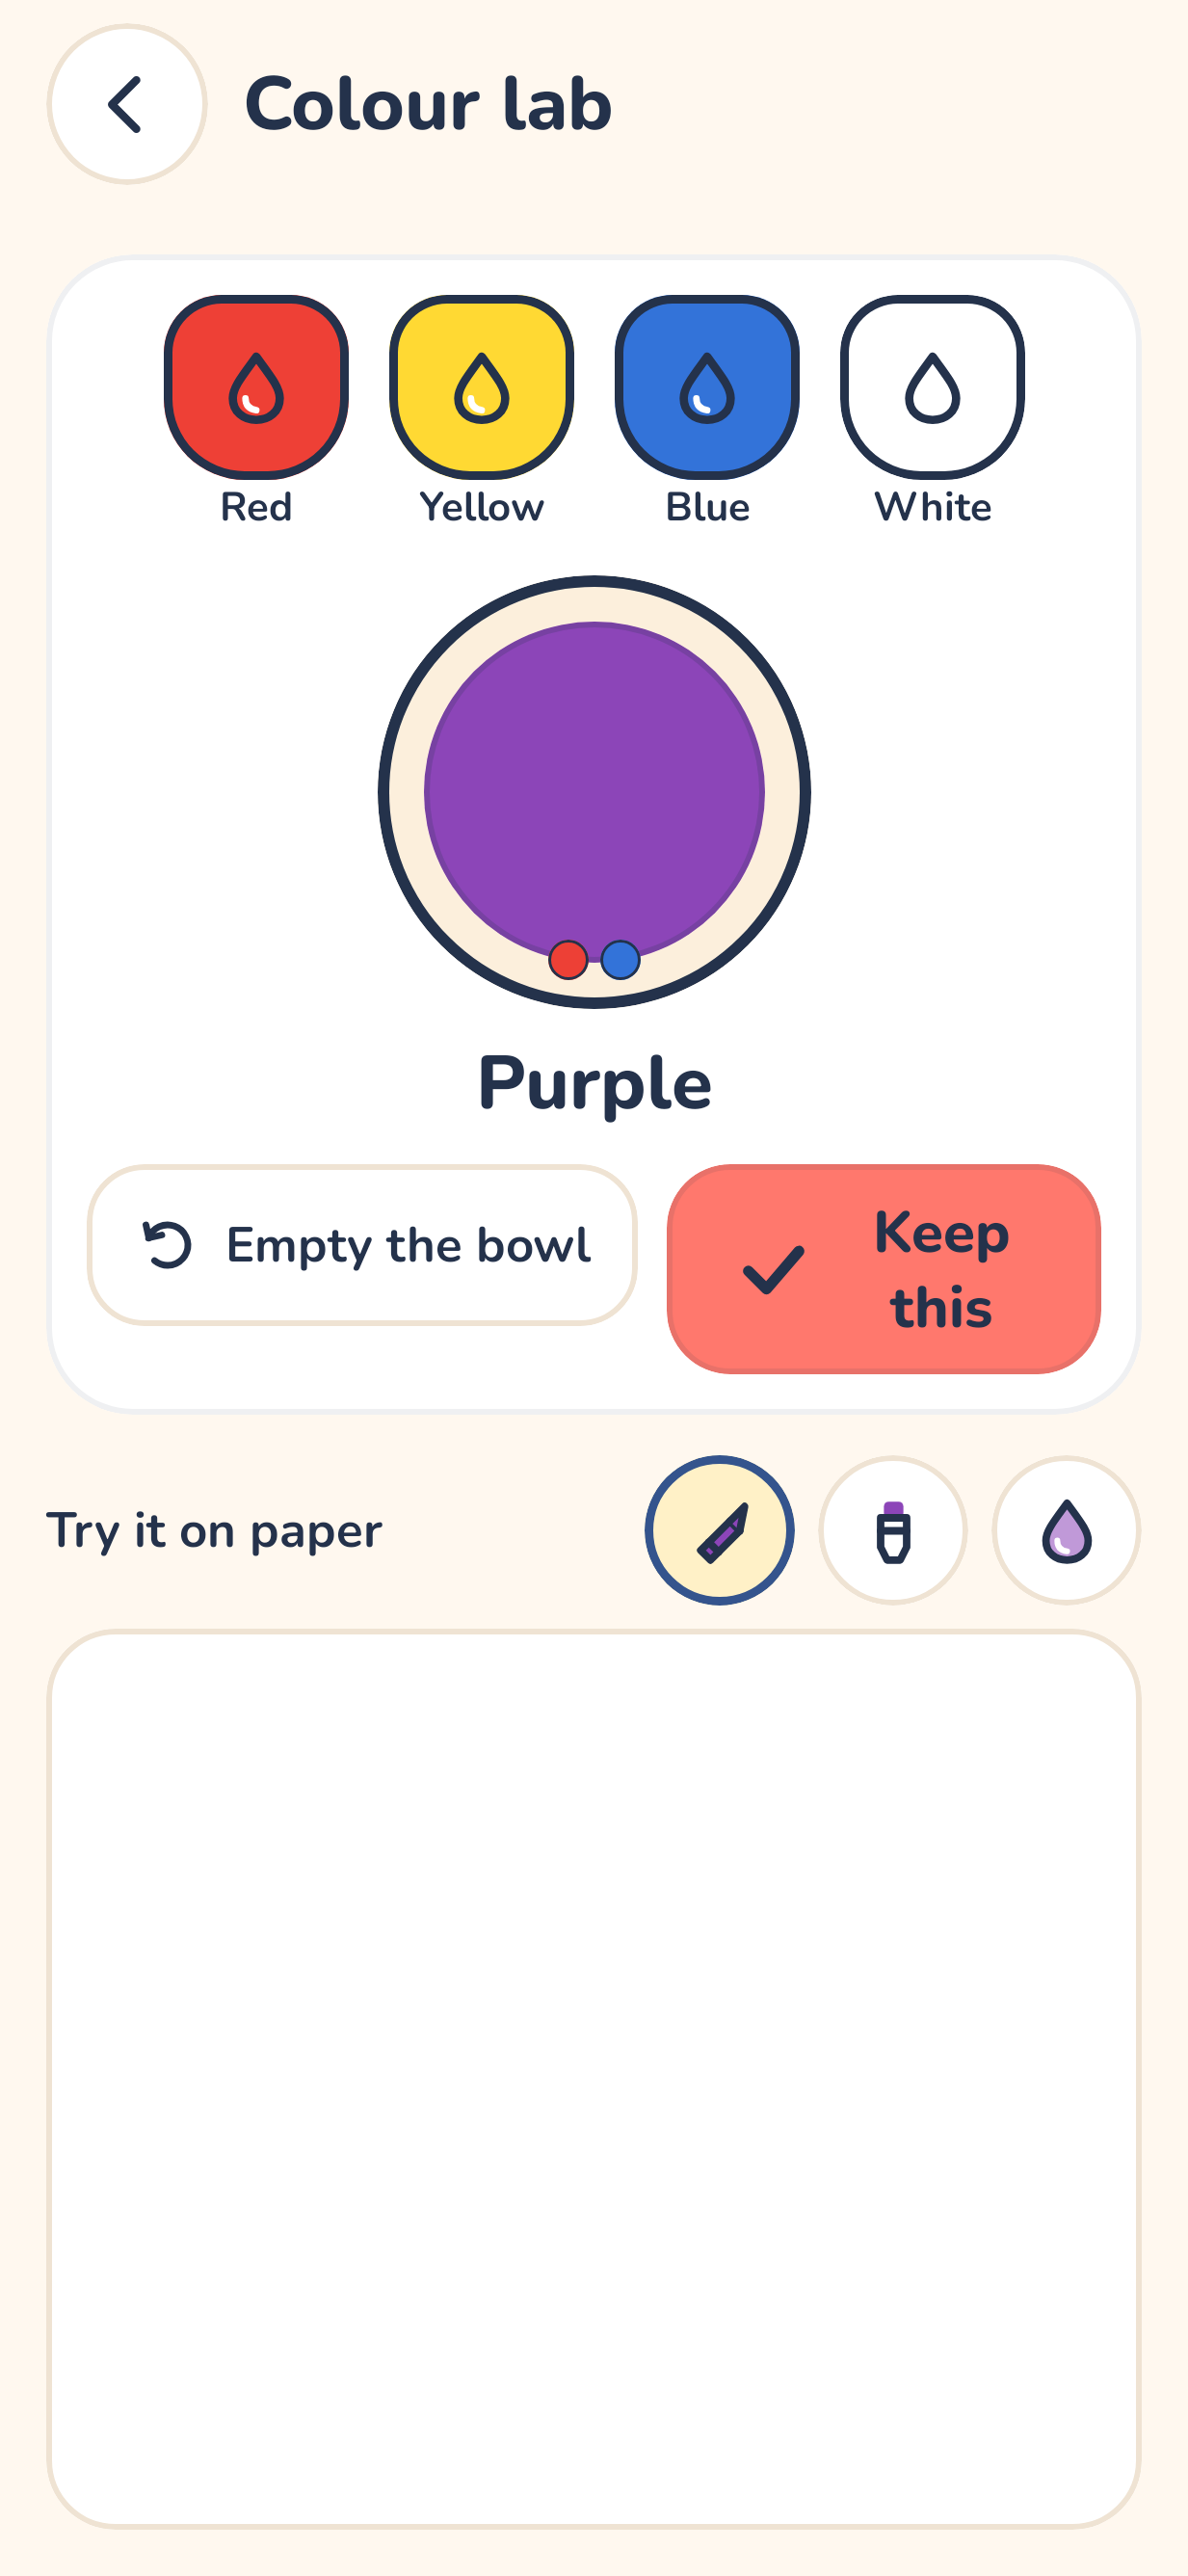 Colour lab
Red Yellow Blue White
Purple
Empty the bowl
Keep
this
Try it on paper